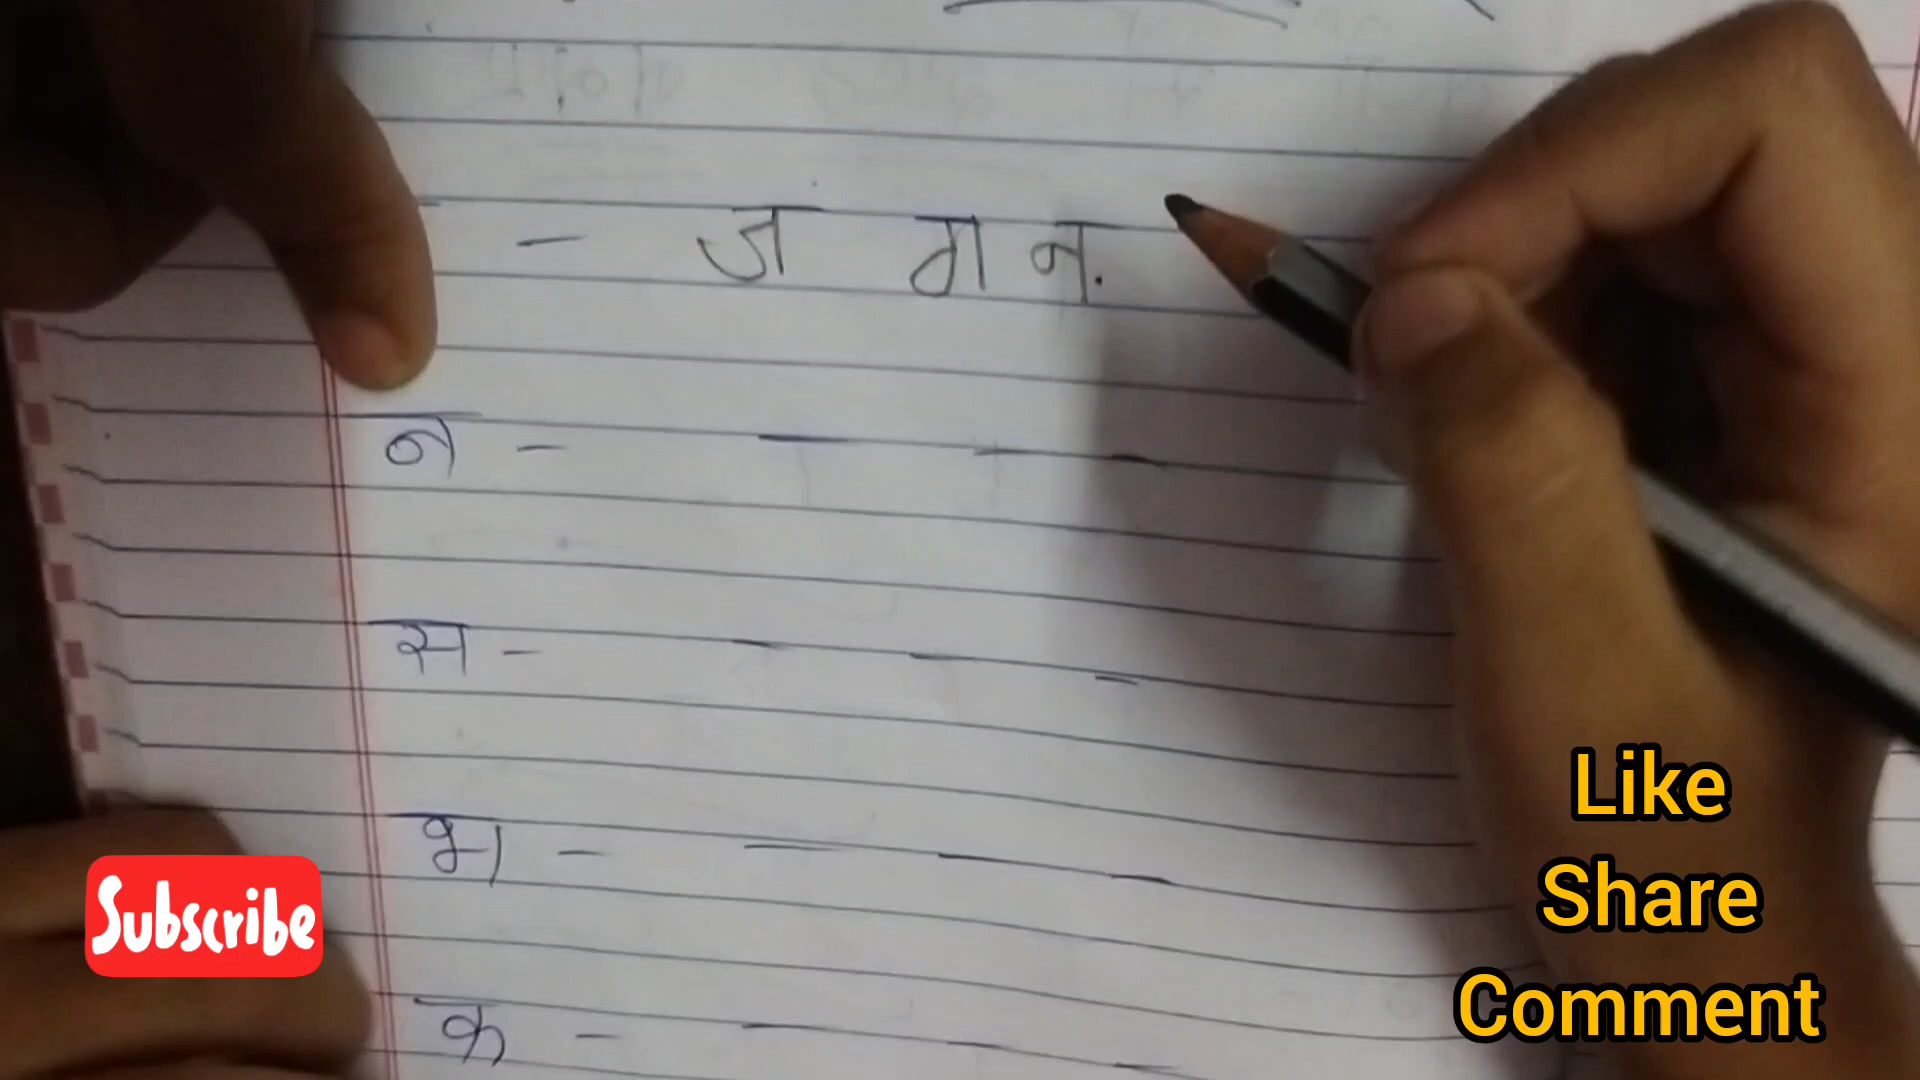 - ज ग न.
न - — — —
स - — — —
भ - — — —
क - — — —
Subscribe
Like
Share
Comment